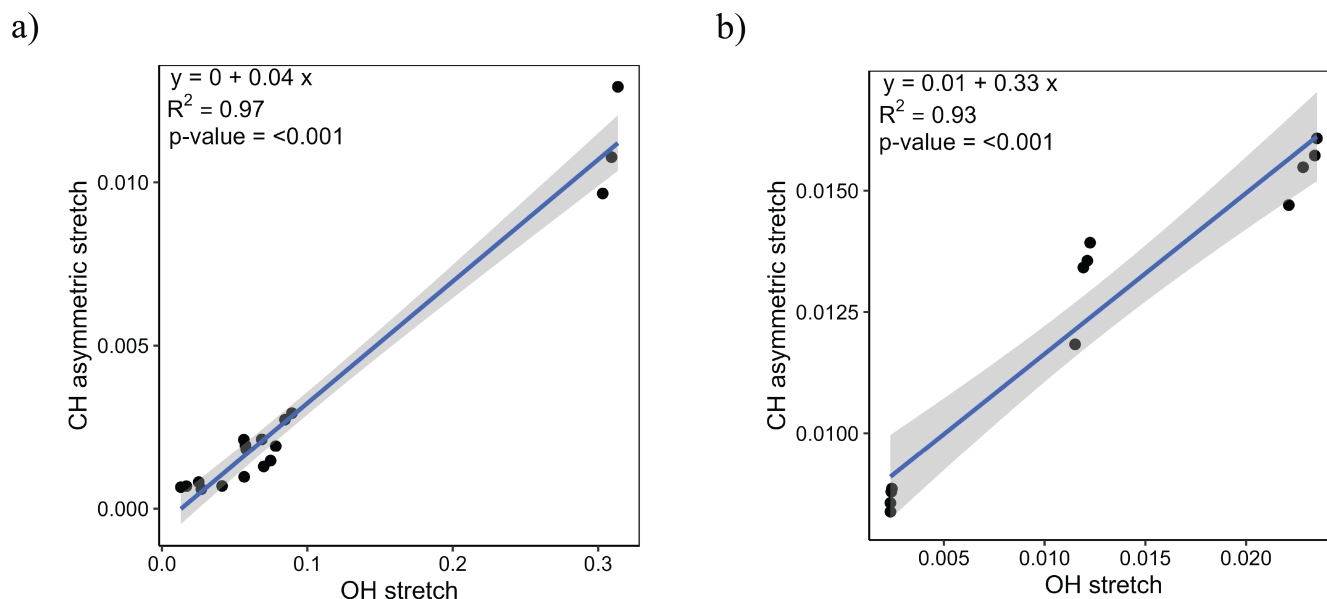 a)
y = 0 + 0.04 x
R² = 0.97
p-value = <0.001
CH asymmetric stretch
0.010
0.005
0.000
0.0 0.1 0.2 0.3
OH stretch
b)
y = 0.01 + 0.33 x
R² = 0.93
p-value = <0.001
CH asymmetric stretch
0.0150
0.0125
0.0100
0.005 0.010 0.015 0.020
OH stretch